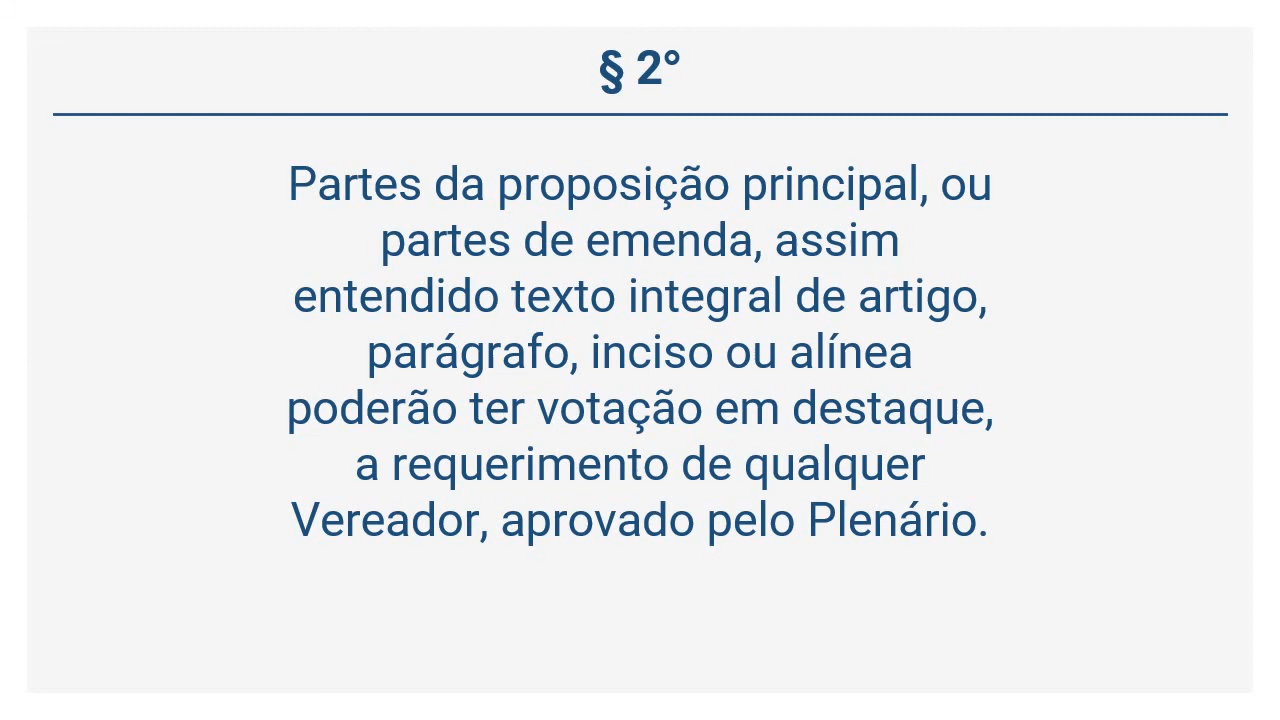 § 2°
Partes da proposição principal, ou
partes de emenda, assim
entendido texto integral de artigo,
parágrafo, inciso ou alínea
poderão ter votação em destaque,
a requerimento de qualquer
Vereador, aprovado pelo Plenário.